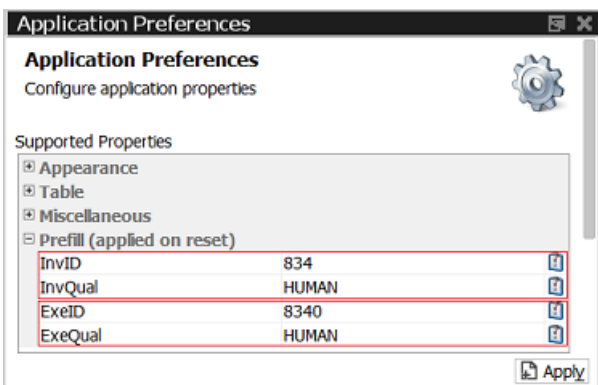 Application Preferences
Application Preferences
Configure application properties
Supported Properties
Appearance
Table
Miscellaneous
Prefill (applied on reset)
InvID 834
InvQual HUMAN
ExeID 8340
ExeQual HUMAN
Apply